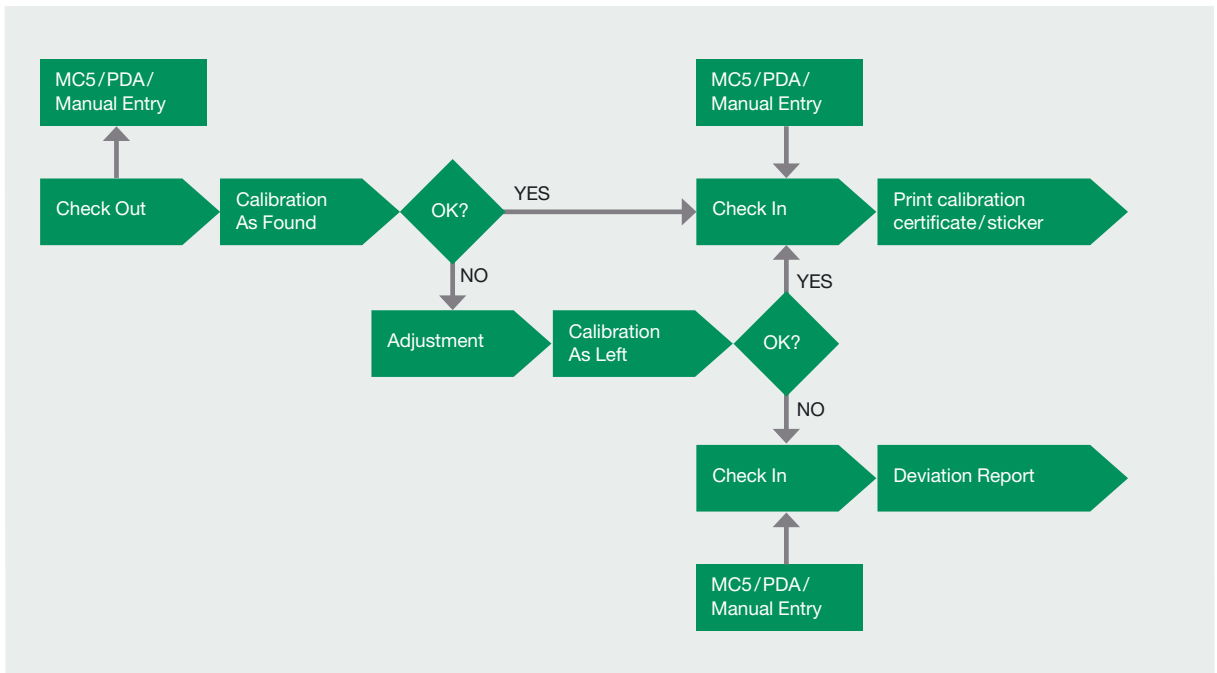 MC5/PDA/
Manual Entry
MC5/PDA/
Manual Entry
Check Out
Calibration
As Found
OK?
YES
Check In
Print calibration
certificate/sticker
NO
YES
Adjustment
Calibration
As Left
OK?
NO
Check In
Deviation Report
MC5/PDA/
Manual Entry